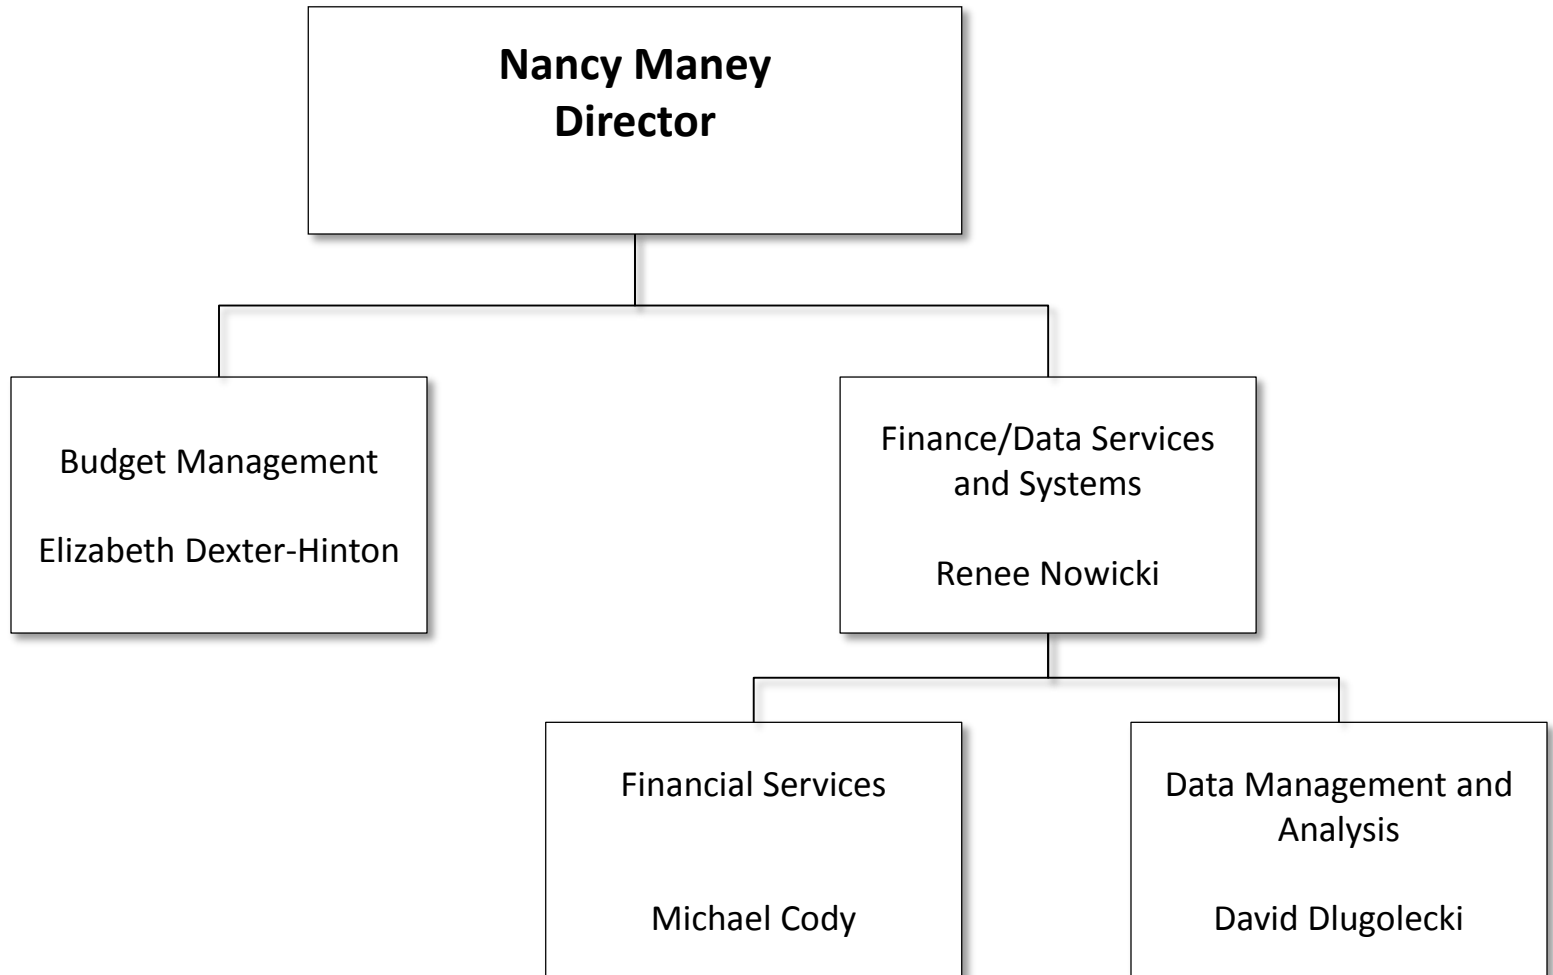 Nancy Maney
Director
Budget Management
Elizabeth Dexter-Hinton
Finance/Data Services
and Systems
Renee Nowicki
Financial Services
Michael Cody
Data Management and
Analysis
David Dlugolecki